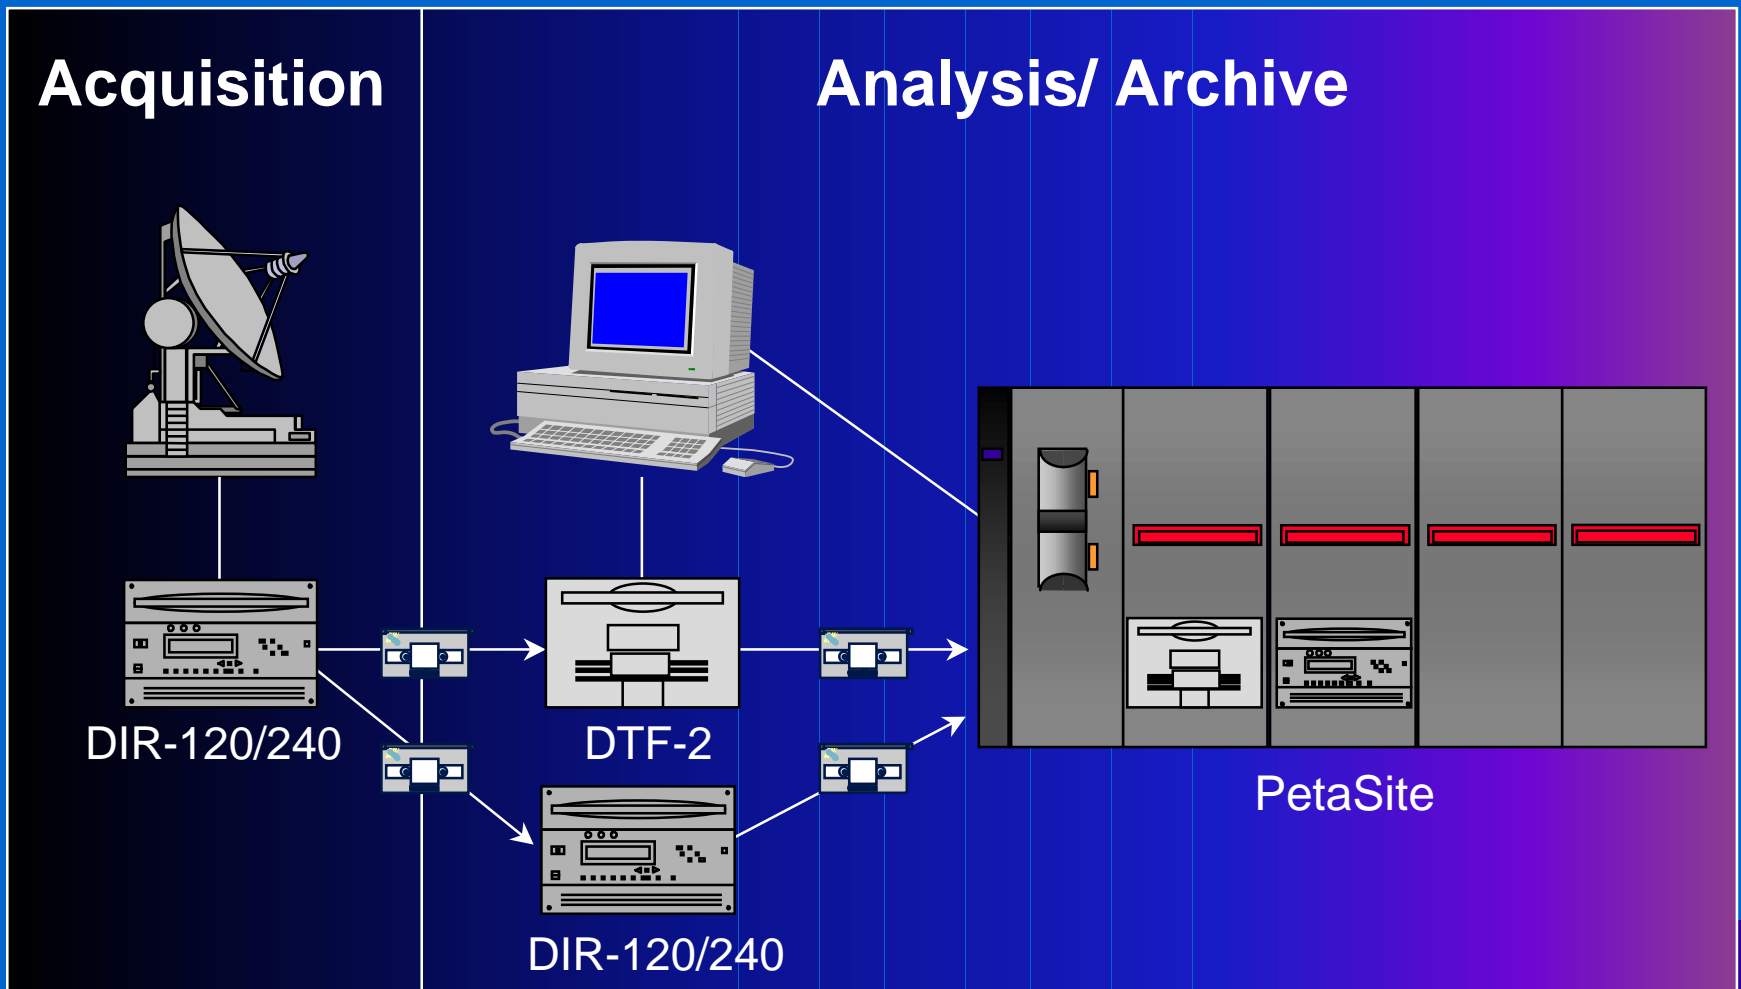 Acquisition
Analysis/ Archive
DIR-120/240
DTF-2
PetaSite
DIR-120/240